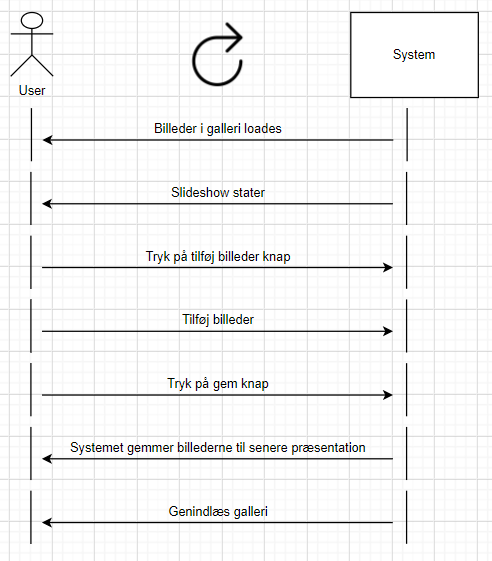 User
System
Billeder i galleri loades
Slideshow stater
Tryk på tilføj billeder knap
Tilføj billeder
Tryk på gem knap
Systemet gemmer billederne til senere præsentation
Genindlæs galleri